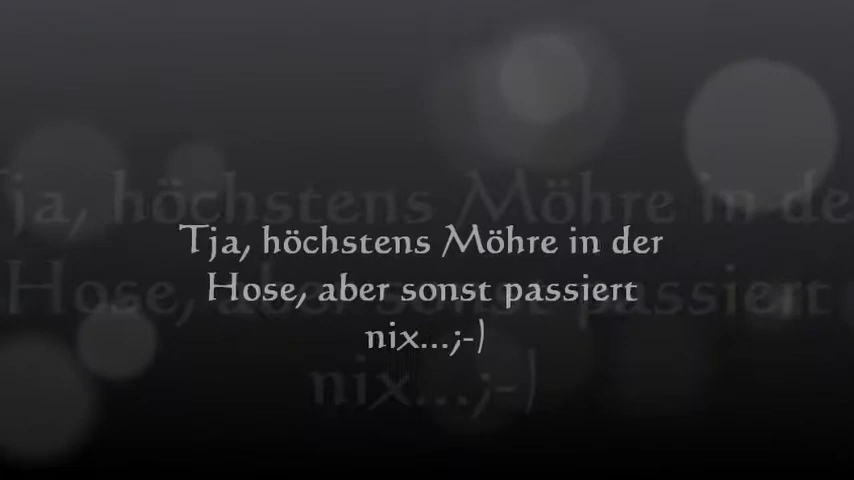 Tja, höchstens Möhre in der
Hose, aber sonst passiert
nix...;-)